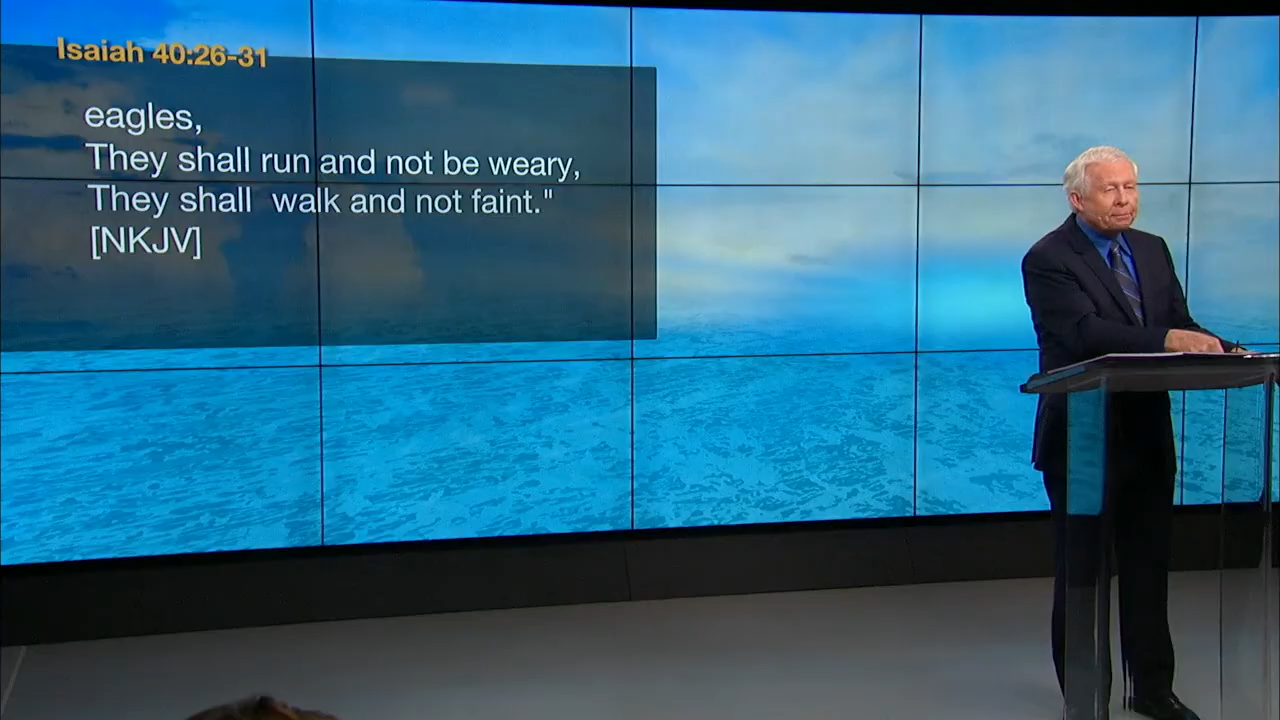 Isaiah 40:26-31
eagles,
They shall run and not be weary,
They shall  walk and not faint."
[NKJV]